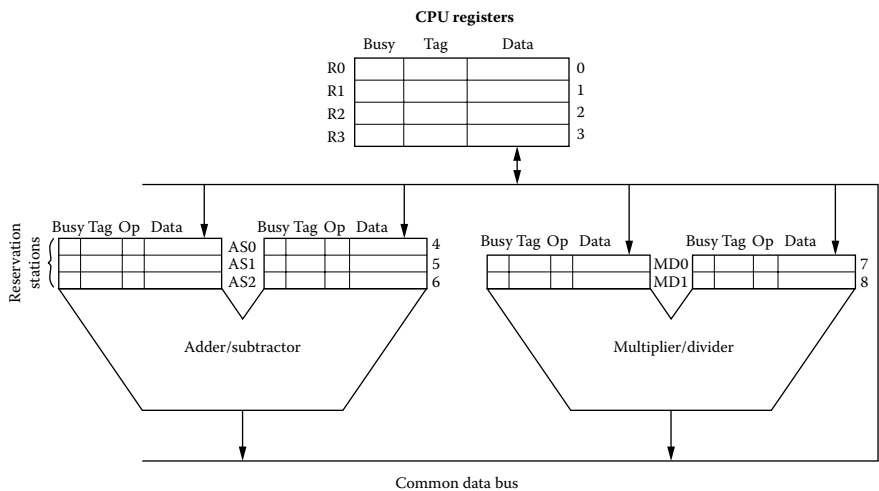 CPU registers
Busy Tag Data
R0 0
R1 1
R2 2
R3 3
Reservation
stations
Busy Tag Op Data Busy Tag Op Data
AS0 4
AS1 5
AS2 6
Busy Tag Op Data Busy Tag Op Data
MD0 7
MD1 8
Adder/subtractor
Multiplier/divider
Common data bus